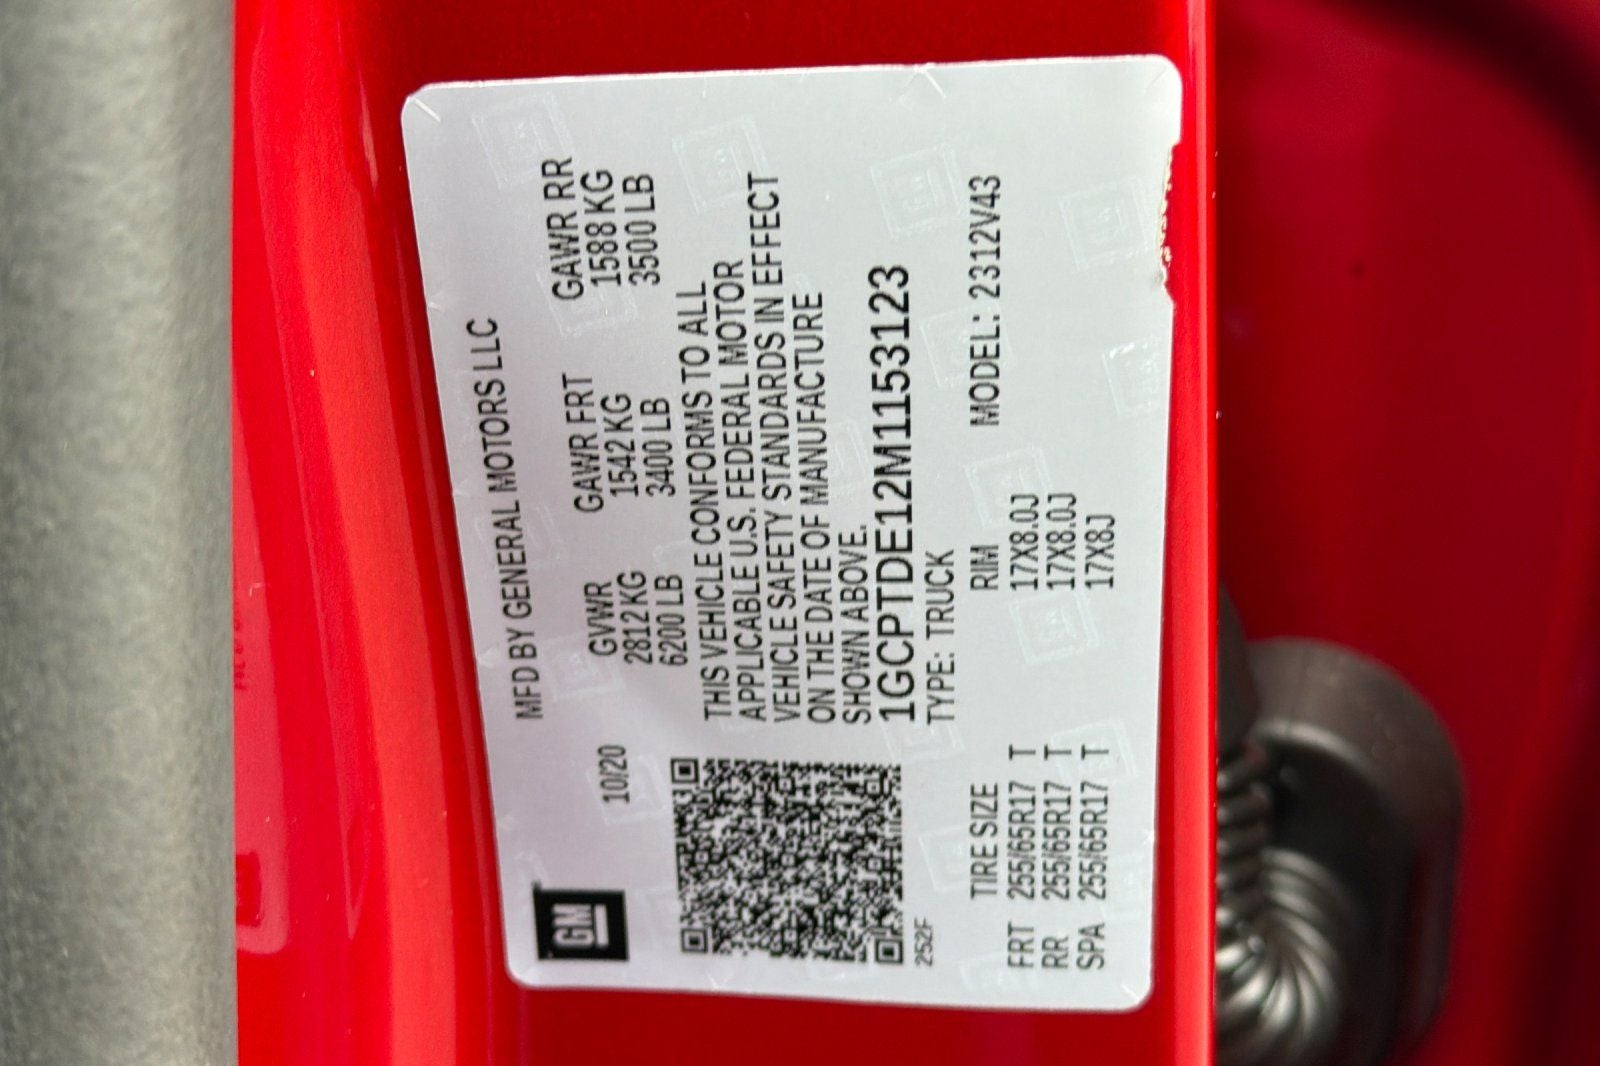 GM
MFD BY GENERAL MOTORS LLC
10/20
GVWR GAWR FRT GAWR RR
2812 KG 1542 KG 1588 KG
6200 LB 3400 LB 3500 LB
THIS VEHICLE CONFORMS TO ALL
APPLICABLE U.S. FEDERAL MOTOR
VEHICLE SAFETY STANDARDS IN EFFECT
ON THE DATE OF MANUFACTURE
SHOWN ABOVE.
1GCPTDE12M1153123
252F
TYPE: TRUCK MODEL: 2312V43
TIRE SIZE RIM
FRT 255/65R17 T 17X8.0J
RR 255/65R17 T 17X8.0J
SPA 255/65R17 T 17X8J